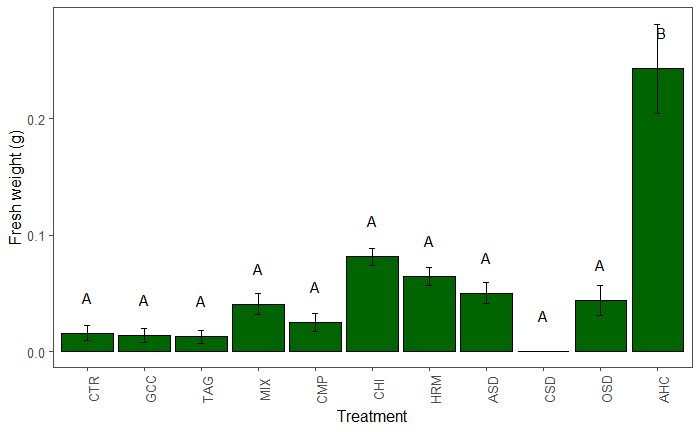 B
A
A
A
A
A
A
A
A
A
A
Fresh weight (g)
0.2
0.1
0.0
CTR
GCC
TAG
MIX
CMP
CHI
HRM
ASD
CSD
OSD
AHC
Treatment